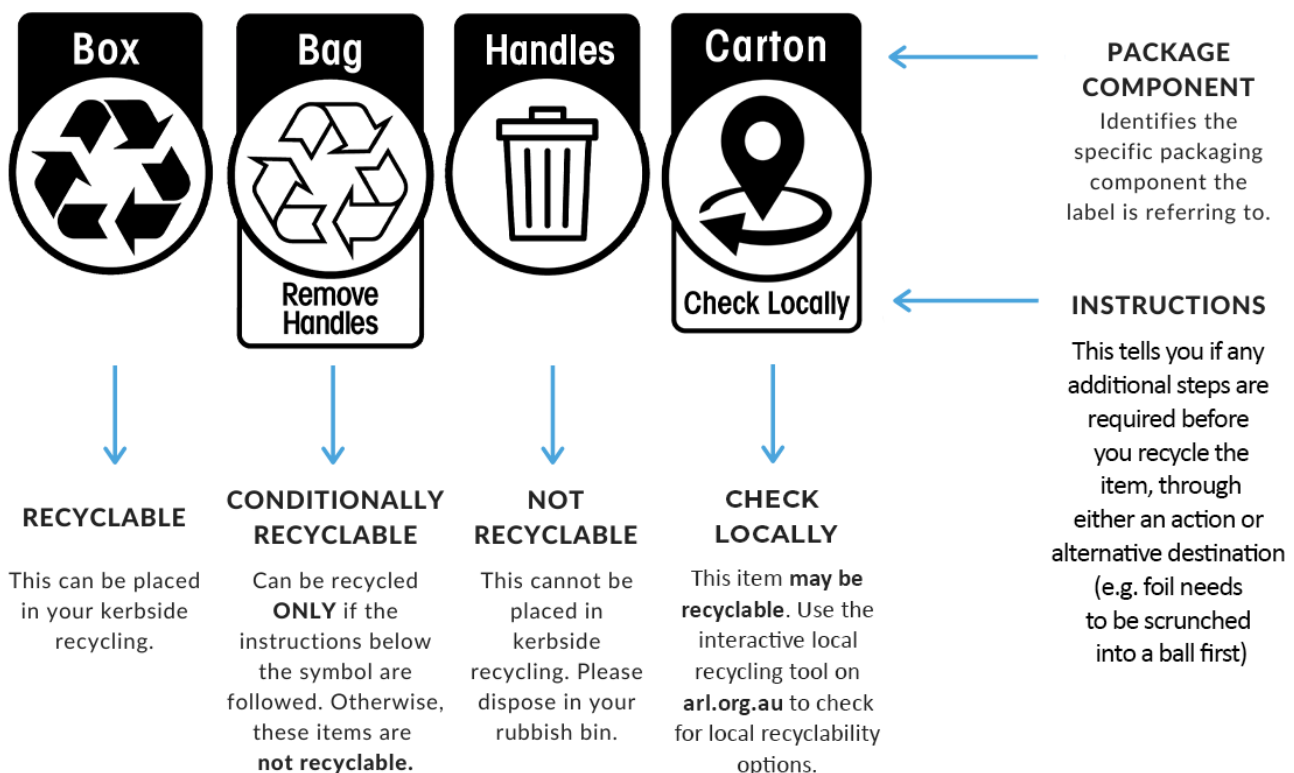 Box
Bag
Handles
Carton
Remove
Handles
Check Locally
PACKAGE
COMPONENT
Identifies the
specific packaging
component the
label is referring to.
INSTRUCTIONS
This tells you if any
additional steps are
required before
you recycle the
item, through
either an action or
alternative destination
(e.g. foil needs
to be scrunched
into a ball first)
RECYCLABLE
This can be placed
in your kerbside
recycling.
CONDITIONALLY
RECYCLABLE
Can be recycled
ONLY if the
instructions below
the symbol are
followed. Otherwise,
these items are
not recyclable.
NOT
RECYCLABLE
This cannot be
placed in
kerbside
recycling. Please
dispose in your
rubbish bin.
CHECK
LOCALLY
This item may be
recyclable. Use the
interactive local
recycling tool on
arl.org.au to check
for local recyclability
options.